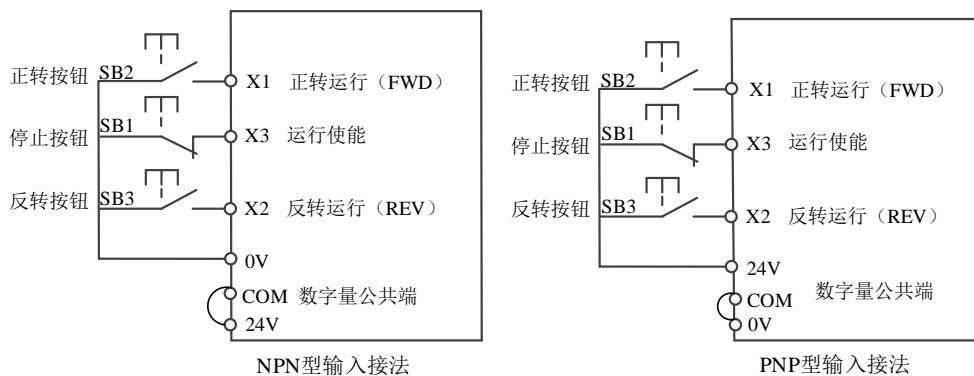 正转按钮 SB2 X1 正转运行（FWD）
停止按钮 SB1 X3 运行使能
反转按钮 SB3 X2 反转运行（REV）
0V
COM 数字量公共端
24V
NPN型输入接法
正转按钮 SB2 X1 正转运行（FWD）
停止按钮 SB1 X3 运行使能
反转按钮 SB3 X2 反转运行（REV）
24V
COM 数字量公共端
0V
PNP型输入接法